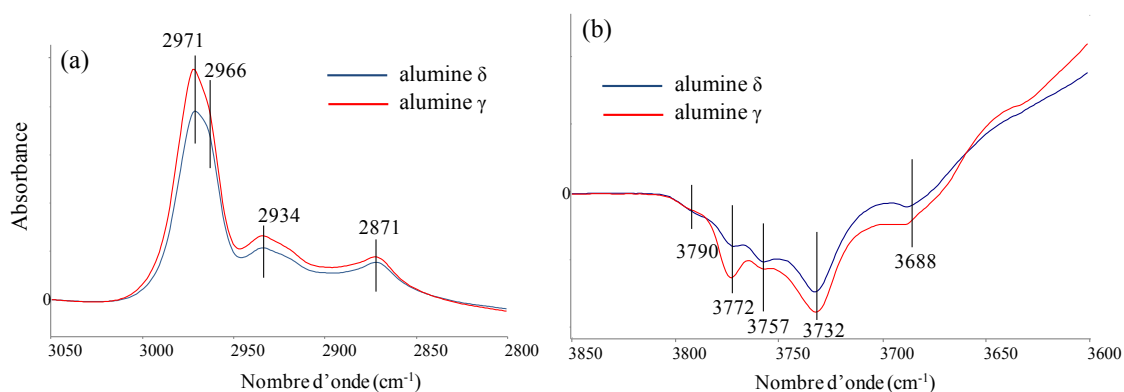 (a)
2971
2966
alumine δ
alumine γ
2934
2871
Absorbance
0
3050
3000
2950
2900
2850
2800
Nombre d’onde (cm-1)
(b)
alumine δ
alumine γ
0
3790
3772
3757
3732
3688
3850
3800
3750
3700
3650
3600
Nombre d’onde (cm-1)